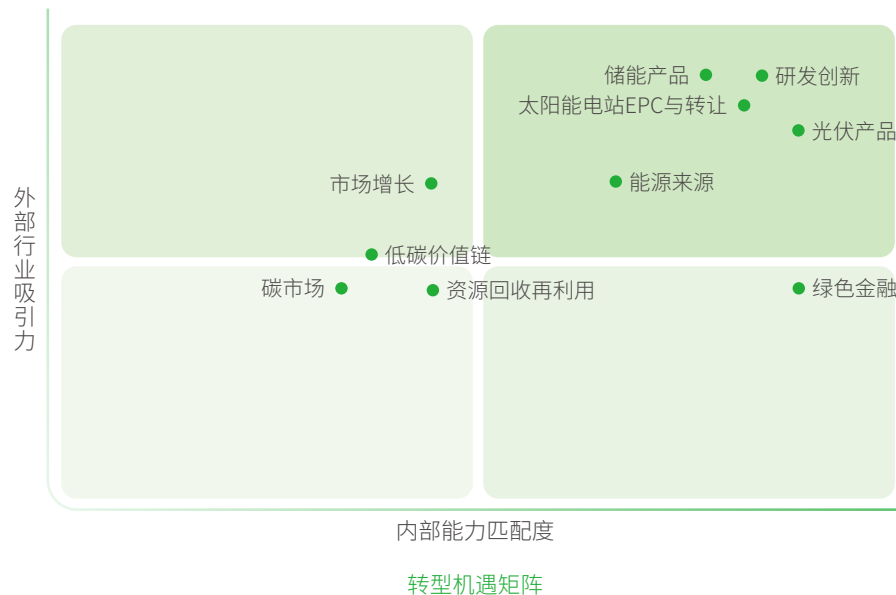 储能产品
研发创新
太阳能电站EPC与转让
光伏产品
市场增长
能源来源
低碳价值链
碳市场
资源回收再利用
绿色金融
外部行业吸引力
内部能力匹配度
转型机遇矩阵